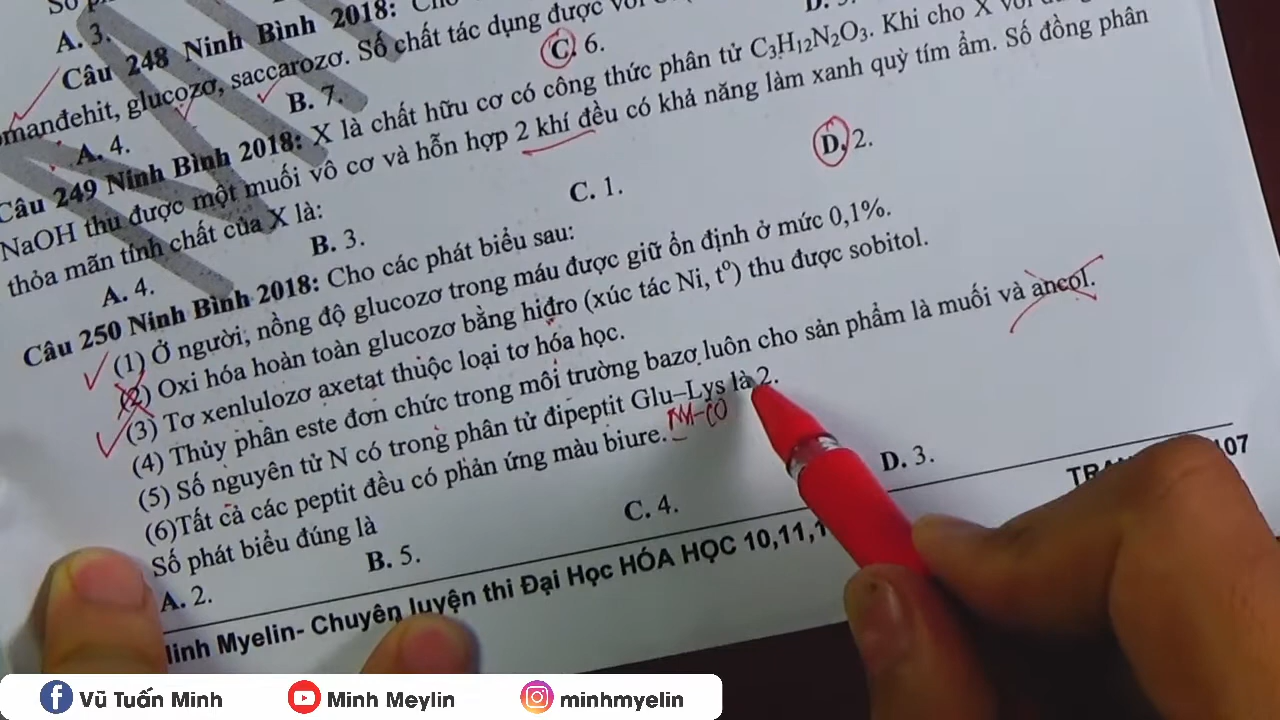 A. 3.
Câu 248 Ninh Bình 2018:
manđehit, glucozơ, saccarozơ. Số chất tác dụng được với
A. 4.
B. 7.
C. 6.
Câu 249 Ninh Bình 2018: X là chất hữu cơ có công thức phân tử C₃H₁₂N₂O₃. Khi cho X với
NaOH thu được một muối vô cơ và hỗn hợp 2 khí đều có khả năng làm xanh quỳ tím ẩm. Số đồng phân
thỏa mãn tính chất của X là:
A. 4.
B. 3.
C. 1.
D. 2.
Câu 250 Ninh Bình 2018: Cho các phát biểu sau:
(1) Ở người, nồng độ glucozơ trong máu được giữ ổn định ở mức 0,1%.
(2) Oxi hóa hoàn toàn glucozơ bằng hiđro (xúc tác Ni, tº) thu được sobitol.
(3) Tơ xenlulozơ axetat thuộc loại tơ hóa học.
(4) Thủy phân este đơn chức trong môi trường bazơ luôn cho sản phẩm là muối và ancol.
(5) Số nguyên tử N có trong phân tử đipeptit Glu–Lys là 2.
(6)Tất cả các peptit đều có phản ứng màu biure.
Số phát biểu đúng là
A. 2.
B. 5.
C. 4.
D. 3.
Minh Myelin- Chuyên luyện thi Đại Học HÓA HỌC 10,11,
107
Vũ Tuấn Minh
Minh Meylin
minhmyelin